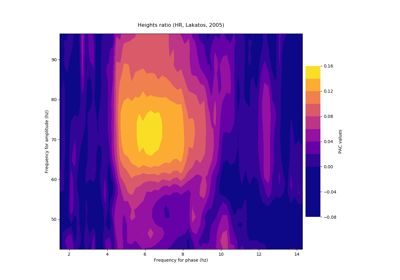 Heights ratio (HR, Lakatos, 2005)
90
80
70
60
50
Frequency for amplitude (hz)
2 4 6 8 10 12 14
Frequency for phase (hz)
0.16
0.12
0.08
0.04
0.00
−0.04
−0.08
PAC values